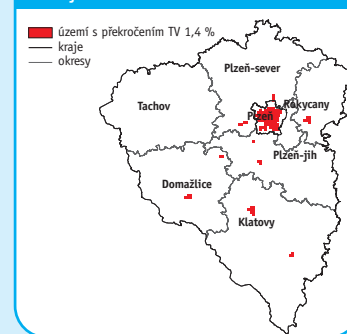 území s překročením TV 1,4 %
kraje
okresy
Plzeň-sever
Tachov
Rokycany
Plzeň
Plzeň-jih
Domažlice
Klatovy